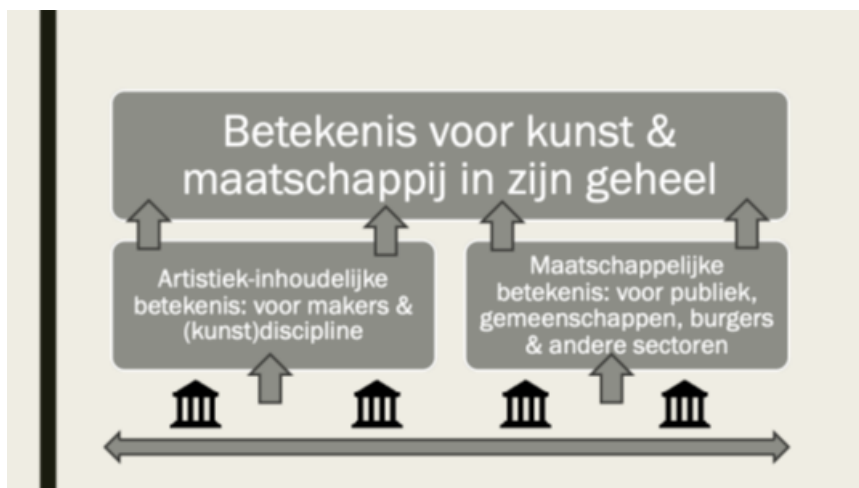 Betekenis voor kunst &
maatschappij in zijn geheel
Artistiek-inhoudelijke
betekenis: voor makers &
(kunst)discipline
Maatschappelijke
betekenis: voor publiek,
gemeenschappen, burgers
& andere sectoren